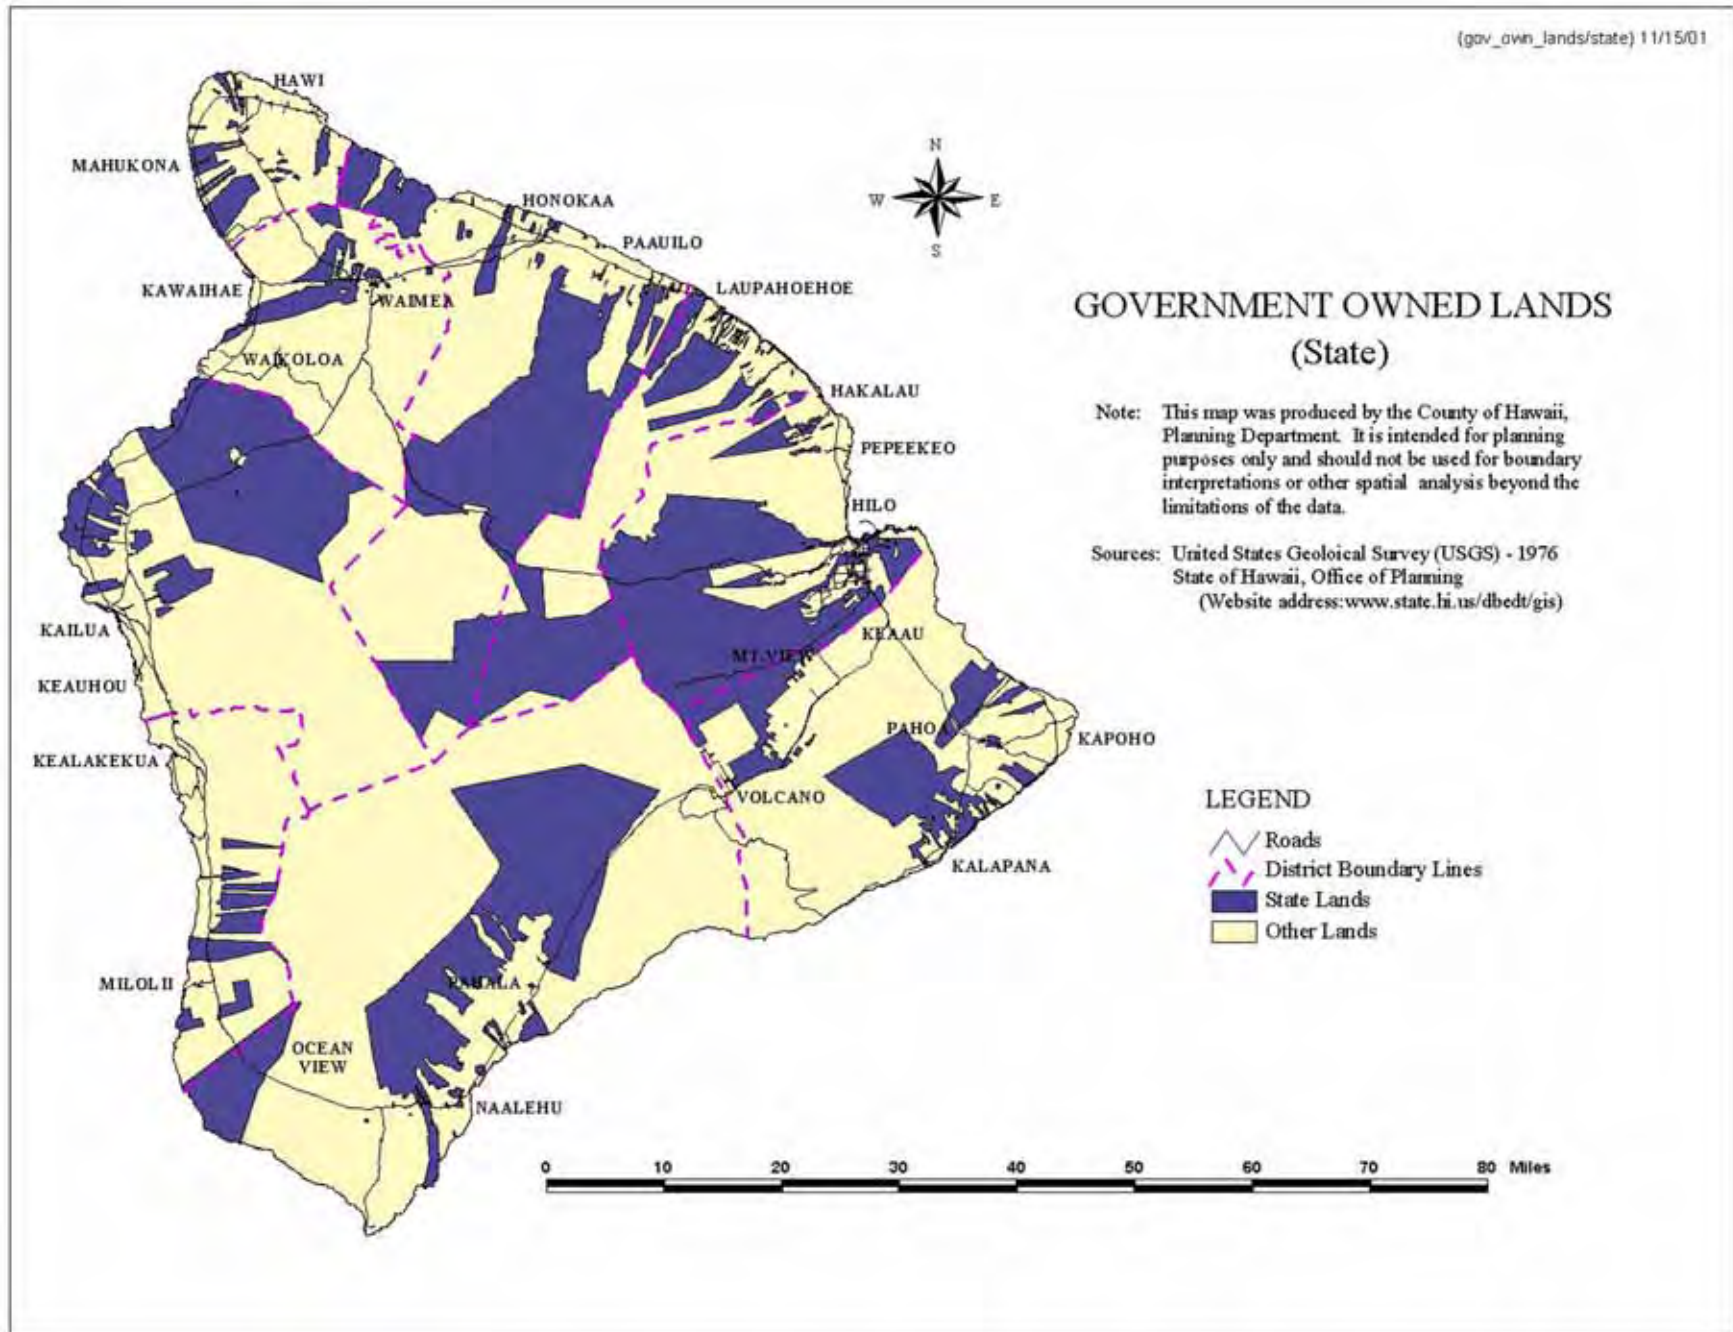 (gov_own_lands/state) 11/15/01
HAWI
MAHUKONA
HONOKAA
PAAUILO
KAWAIHAE
WAIMEA
LAUPAHOEHOE
WAIKOLOA
HAKALAU
PEPEEKEO
HILO
KAILUA
KEAAU
MT.VIEW
KEAUHOU
PAHOA
KAPOHO
KEALAKEKUA
VOLCANO
KALAPANA
MILOLII
PAHALA
OCEAN
VIEW
NAALEHU
N
W
E
S
GOVERNMENT OWNED LANDS
(State)
Note: This map was produced by the County of Hawaii,
Planning Department. It is intended for planning
purposes only and should not be used for boundary
interpretations or other spatial analysis beyond the
limitations of the data.
Sources: United States Geoloical Survey (USGS) - 1976
State of Hawaii, Office of Planning
(Website address:www.state.hi.us/dbedt/gis)
LEGEND
Roads
District Boundary Lines
State Lands
Other Lands
0 10 20 30 40 50 60 70 80 Miles